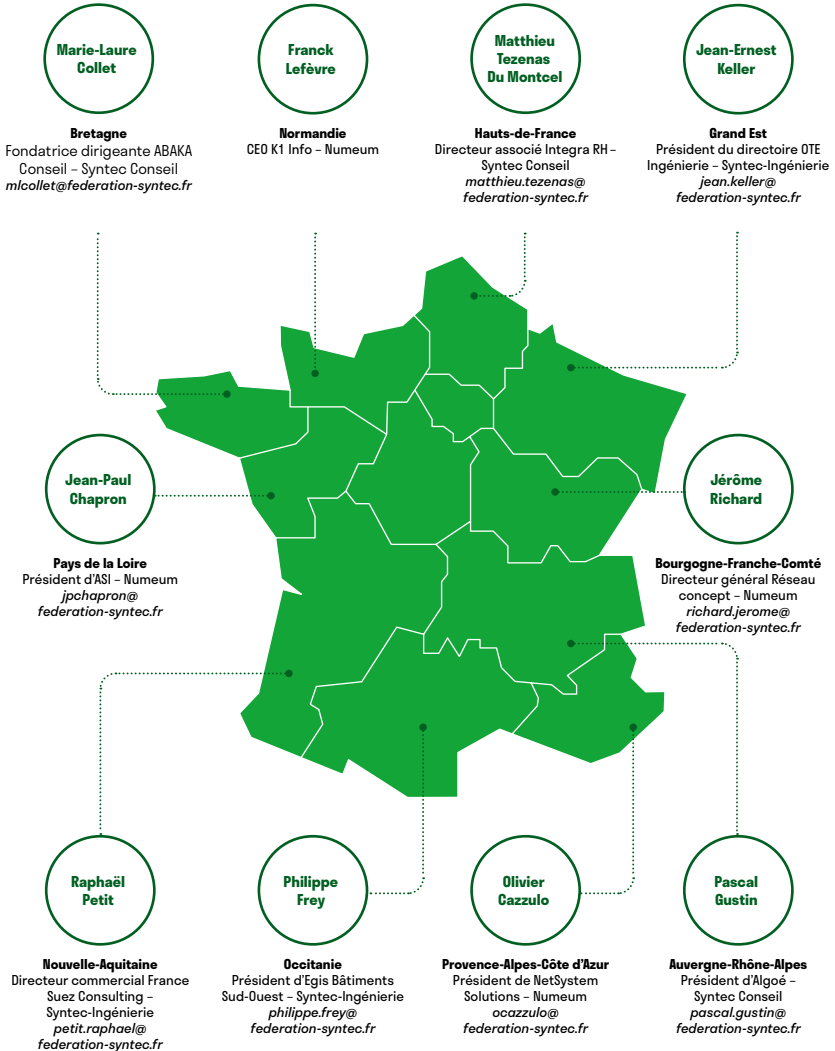 Marie-Laure
Collet
Bretagne
Fondatrice dirigeante ABAKA
Conseil – Syntec Conseil
mlcollet@federation-syntec.fr
Franck
Lefèvre
Normandie
CEO K1 Info – Numeum
Matthieu
Tezenas
Du Montcel
Hauts-de-France
Directeur associé Integra RH –
Syntec Conseil
matthieu.tezenas@
federation-syntec.fr
Jean-Ernest
Keller
Grand Est
Président du directoire OTE
Ingénierie – Syntec-Ingénierie
jean.keller@
federation-syntec.fr
Jean-Paul
Chapron
Pays de la Loire
Président d’ASI – Numeum
jpchapron@
federation-syntec.fr
Jérôme
Richard
Bourgogne-Franche-Comté
Directeur général Réseau
concept – Numeum
richard.jerome@
federation-syntec.fr
Raphaël
Petit
Nouvelle-Aquitaine
Directeur commercial France
Suez Consulting –
Syntec-Ingénierie
petit.raphael@
federation-syntec.fr
Philippe
Frey
Occitanie
Président d’Egis Bâtiments
Sud-Ouest – Syntec-Ingénierie
philippe.frey@
federation-syntec.fr
Olivier
Cazzulo
Provence-Alpes-Côte d’Azur
Président de NetSystem
Solutions – Numeum
ocazzulo@
federation-syntec.fr
Pascal
Gustin
Auvergne-Rhône-Alpes
Président d’Algoé –
Syntec Conseil
pascal.gustin@
federation-syntec.fr